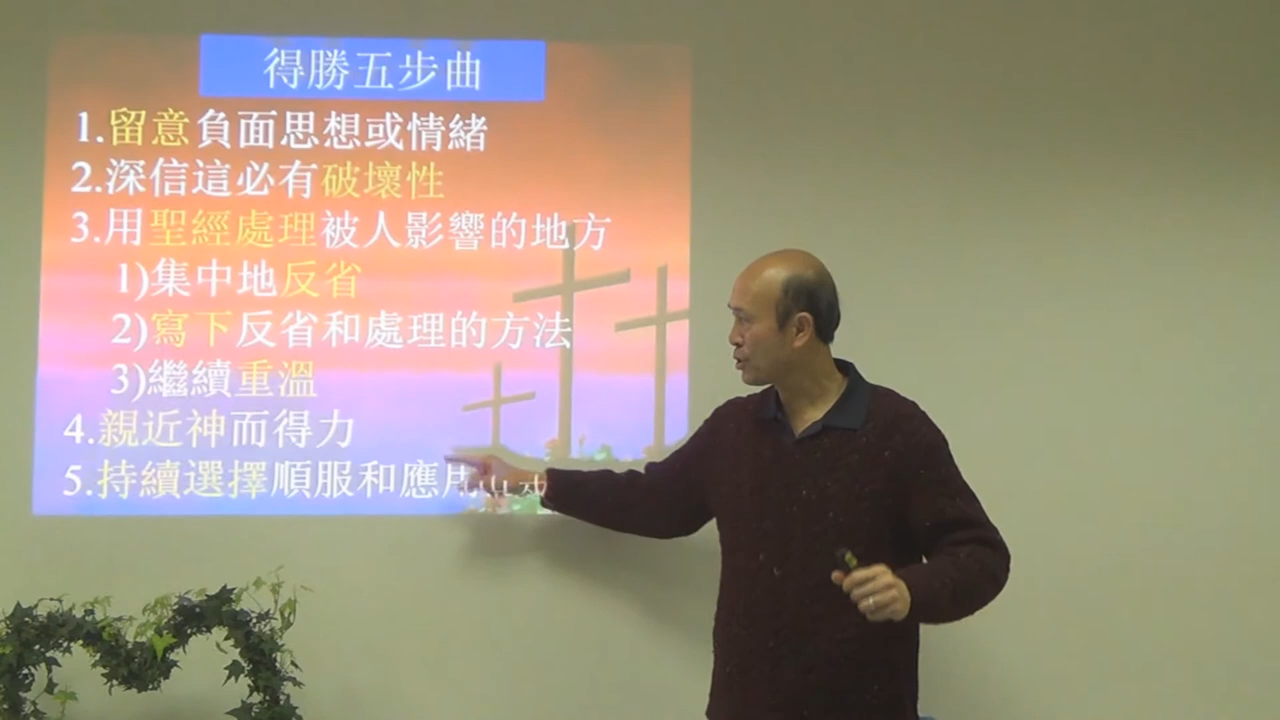 得勝五步曲
1.留意負面思想或情緒
2.深信這必有破壞性
3.用聖經處理被人影響的地方
1)集中地反省
2)寫下反省和處理的方法
3)繼續重溫
4.親近神而得力
5.持續選擇順服和應用